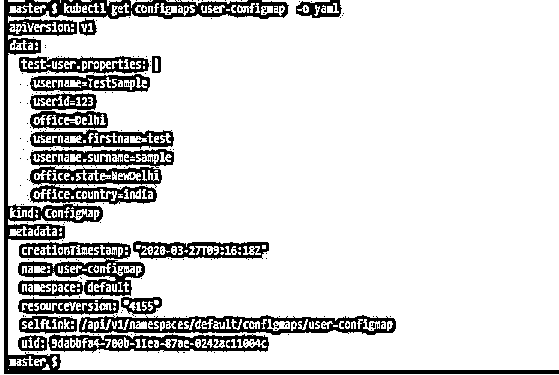 master $ kubectl get configmaps user-configmap -o yaml
apiVersion: v1
data:
test-user.properties: |
username=TestSample
userid=123
office=Delhi
username.firstname=test
username.surname=sample
office.state=NewDelhi
office.country=india
kind: ConfigMap
metadata:
creationTimestamp: "2020-03-27T09:16:18Z"
name: user-configmap
namespace: default
resourceVersion: "4155"
selfLink: /api/v1/namespaces/default/configmaps/user-configmap
uid: 9dabbfa4-700b-11ea-87ae-0242ac11004c
master $